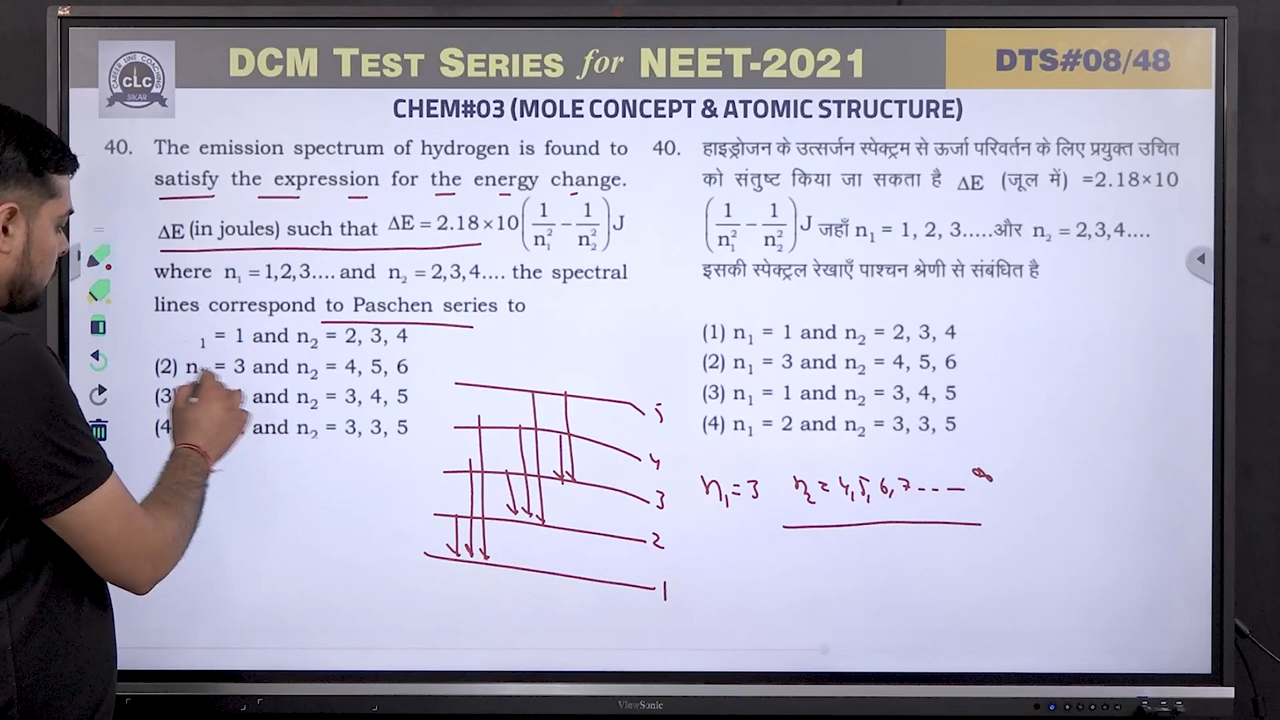 CAREER LINE COACHING
CLC
SIKAR
DCM TEST SERIES for NEET-2021
DTS#08/48
CHEM#03 (MOLE CONCEPT & ATOMIC STRUCTURE)
40. The emission spectrum of hydrogen is found to
satisfy the expression for the energy change.
ΔE (in joules) such that ΔE = 2.18×10(1/n₁² − 1/n₂²)J
where n₁ = 1,2,3.... and n₂ = 2,3,4.... the spectral
lines correspond to Paschen series to
₁ = 1 and n₂ = 2, 3, 4
(2) n = 3 and n₂ = 4, 5, 6
(3 and n₂ = 3, 4, 5
(4 and n₂ = 3, 3, 5
40. हाइड्रोजन के उत्सर्जन स्पेक्ट्रम से ऊर्जा परिवर्तन के लिए प्रयुक्त उचित
को संतुष्ट किया जा सकता है ΔE (जूल में) =2.18×10
(1/n₁² − 1/n₂²)J जहाँ n₁ = 1, 2, 3.....और n₂ = 2,3,4....
इसकी स्पेक्ट्रल रेखाएँ पाश्चन श्रेणी से संबंधित है
(1) n₁ = 1 and n₂ = 2, 3, 4
(2) n₁ = 3 and n₂ = 4, 5, 6
(3) n₁ = 1 and n₂ = 3, 4, 5
(4) n₁ = 2 and n₂ = 3, 3, 5
5
4
3
2
1
n₁=3 n₂=4,5,6,7----∞
ViewSonic